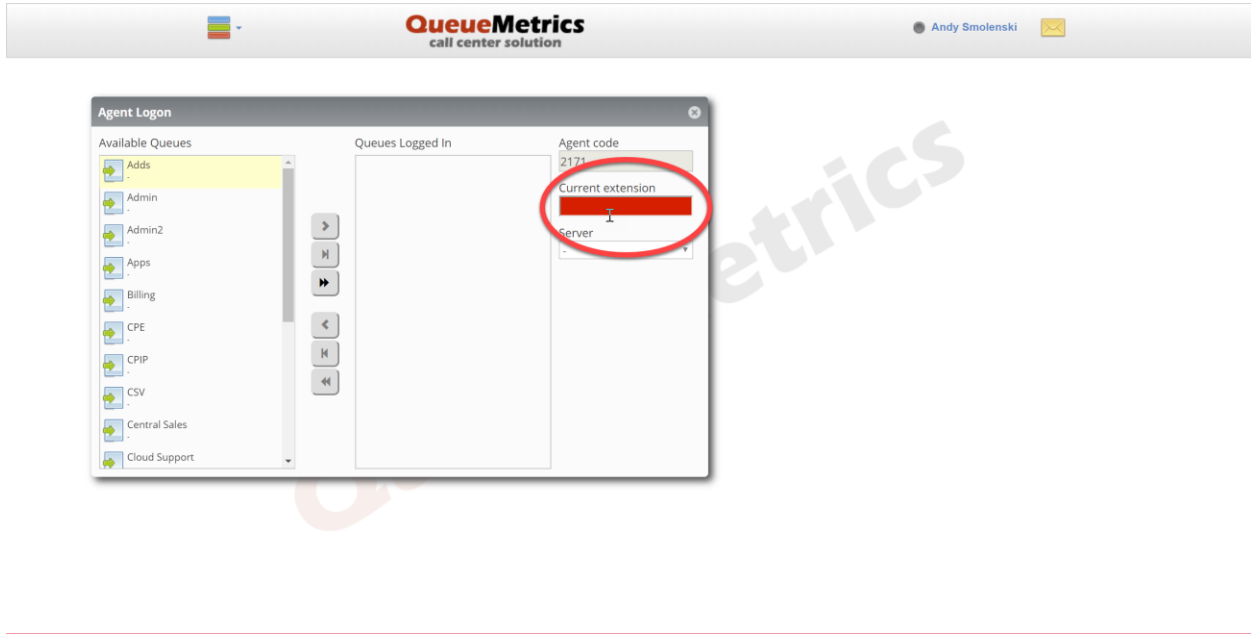 QueueMetrics
call center solution
Andy Smolenski
Agent Logon
Available Queues
Queues Logged In
Agent code
Adds
-
Admin
-
Admin2
-
Apps
-
Billing
-
CPE
-
CPIP
-
CSV
-
Central Sales
-
Cloud Support
2171
Current extension
Server
-
etrics